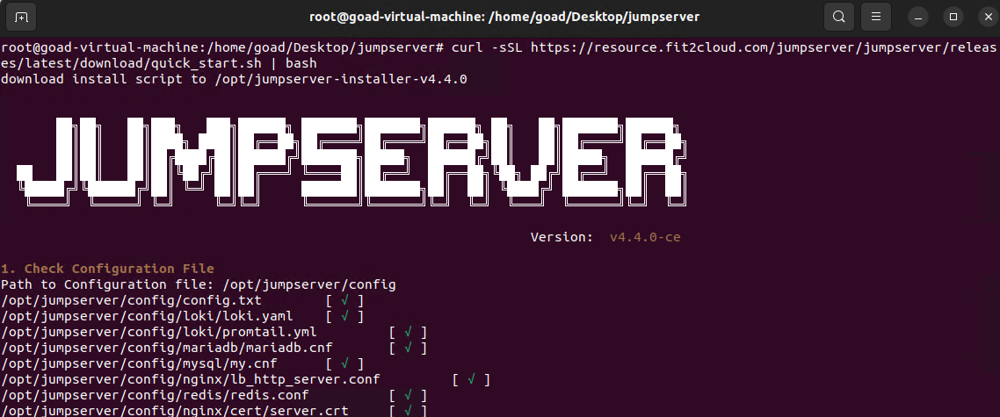 root@goad-virtual-machine: /home/goad/Desktop/jumpserver
root@goad-virtual-machine:/home/goad/Desktop/jumpserver# curl -sSL https://resource.fit2cloud.com/jumpserver/jumpserver/releas
es/latest/download/quick_start.sh | bash
download install script to /opt/jumpserver-installer-v4.4.0
JUMPSERVER
Version:  v4.4.0-ce
1. Check Configuration File
Path to Configuration file: /opt/jumpserver/config
/opt/jumpserver/config/config.txt        [ √ ]
/opt/jumpserver/config/loki/loki.yaml    [ √ ]
/opt/jumpserver/config/loki/promtail.yml         [ √ ]
/opt/jumpserver/config/mariadb/mariadb.cnf       [ √ ]
/opt/jumpserver/config/mysql/my.cnf      [ √ ]
/opt/jumpserver/config/nginx/lb_http_server.conf         [ √ ]
/opt/jumpserver/config/redis/redis.conf          [ √ ]
/opt/jumpserver/config/nginx/cert/server.crt     [ √ ]